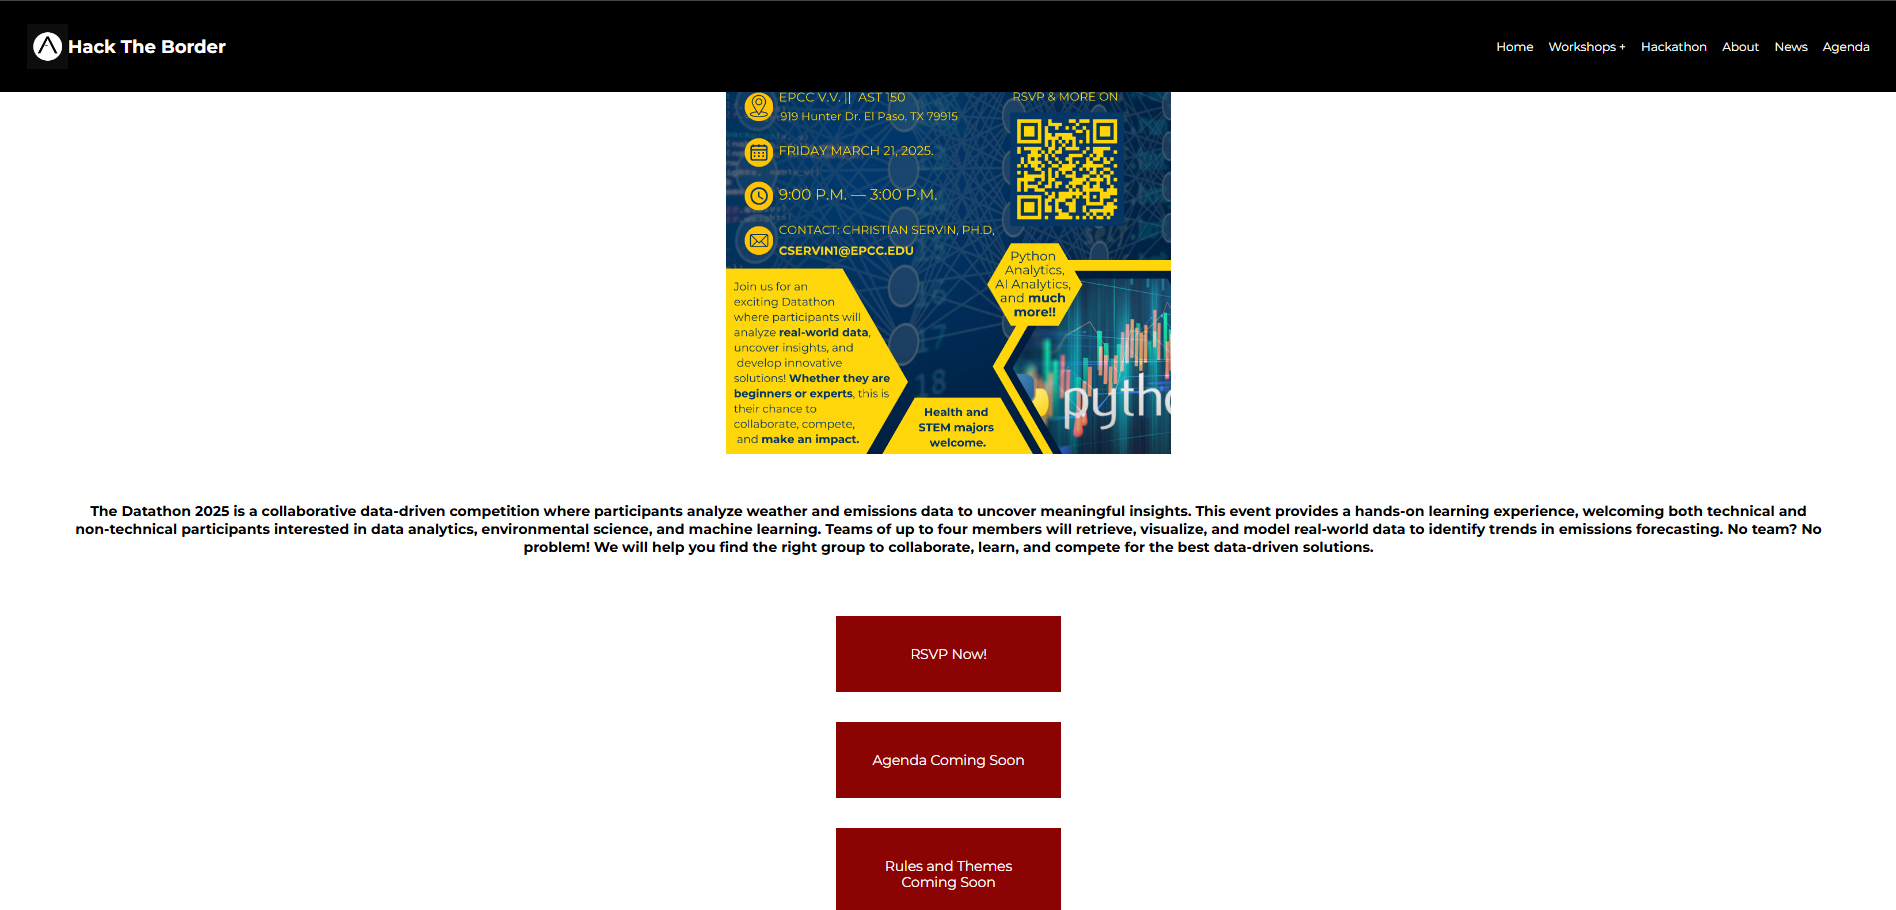 Hack The Border
Home Workshops + Hackathon About News Agenda
EPCC V.V. || AST 150
919 Hunter Dr. El Paso, TX 79915
RSVP & MORE ON
FRIDAY MARCH 21, 2025.
9:00 P.M. — 3:00 P.M.
CONTACT: CHRISTIAN SERVIN, PH.D,
CSERVIN1@EPCC.EDU
Python
Analytics,
AI Analytics,
and much
more!!
Join us for an
exciting Datathon
where participants will
analyze real-world data,
uncover insights, and
develop innovative
solutions! Whether they are
beginners or experts, this is
their chance to
collaborate, compete,
and make an impact.
Health and
STEM majors
welcome.
17
18
pytho
The Datathon 2025 is a collaborative data-driven competition where participants analyze weather and emissions data to uncover meaningful insights. This event provides a hands-on learning experience, welcoming both technical and
non-technical participants interested in data analytics, environmental science, and machine learning. Teams of up to four members will retrieve, visualize, and model real-world data to identify trends in emissions forecasting. No team? No
problem! We will help you find the right group to collaborate, learn, and compete for the best data-driven solutions.
RSVP Now!
Agenda Coming Soon
Rules and Themes
Coming Soon